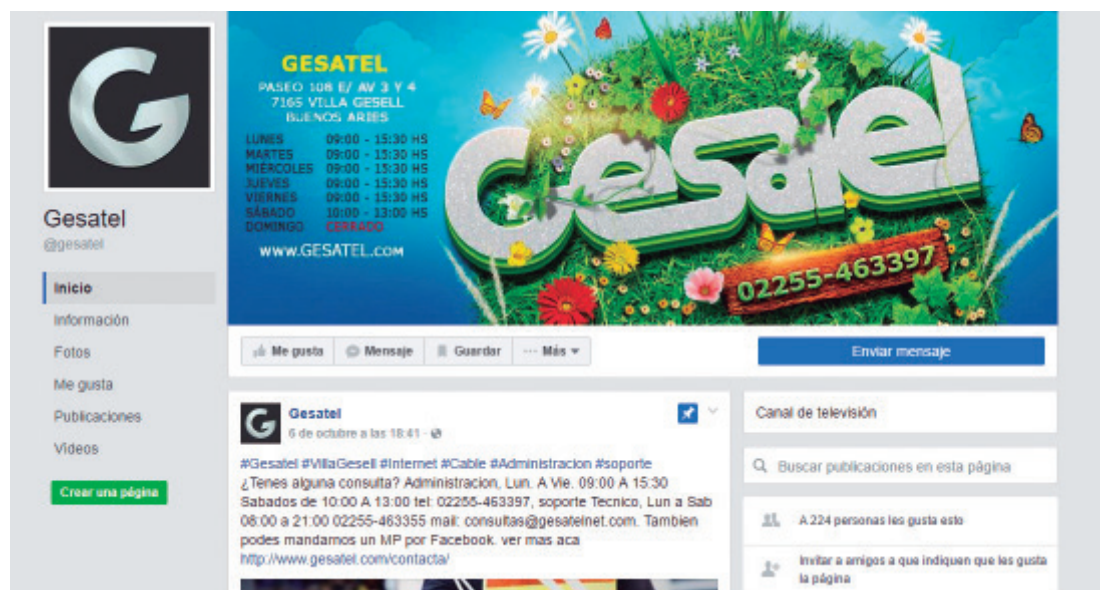 G
Gesatel
@gesatel
Inicio
Información
Fotos
Me gusta
Publicaciones
Vídeos
Crear una página
GESATEL
PASEO 108 E/ AV 3 Y 4
7165 VILLA GESELL
BUENOS ARIES
LUNES 09:00 - 15:30 HS
MARTES 09:00 - 15:30 HS
MIÉRCOLES 09:00 - 15:30 HS
JUEVES 09:00 - 15:30 HS
VIERNES 09:00 - 15:30 HS
SÁBADO 10:00 - 13:00 HS
DOMINGO CERRADO
WWW.GESATEL.COM
Gesatel
02255-463397
Me gusta Mensaje Guardar ··· Más
Enviar mensaje
G
Gesatel
6 de octubre a las 18:41 ·
#Gesatel #VillaGesell #Internet #Cable #Administracion #soporte
¿Tenes alguna consulta? Administracion, Lun. A Vie. 09:00 A 15:30
Sabados de 10:00 A 13:00 tel: 02255-463397, soporte Tecnico, Lun a Sab
08:00 a 21:00 02255-463355 mail: consultas@gesatelnet.com. Tambien
podes mandarnos un MP por Facebook. ver mas aca
http://www.gesatel.com/contacta/
Canal de televisión
Buscar publicaciones en esta página
A 224 personas les gusta esto
Invitar a amigos a que indiquen que les gusta
la página